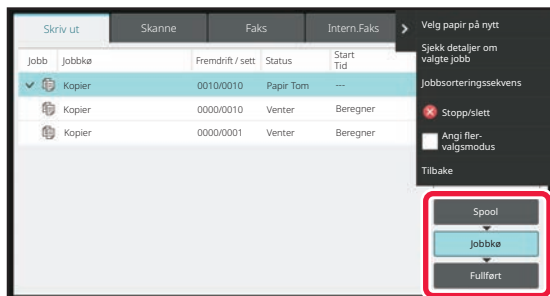 Skriv ut
Skanne
Faks
Intern.Faks
Jobb Jobbkø Fremdrift / sett Status Start
Tid
Kopier 0010/0010 Papir Tom ---
Kopier 0000/0010 Venter Beregner
Kopier 0000/0001 Venter Beregner
Velg papir på nytt
Sjekk detaljer om
valgte jobb
Jobbsorteringssekvens
Stopp/slett
Angi fler-
valgsmodus
Tilbake
Spool
Jobbkø
Fullført